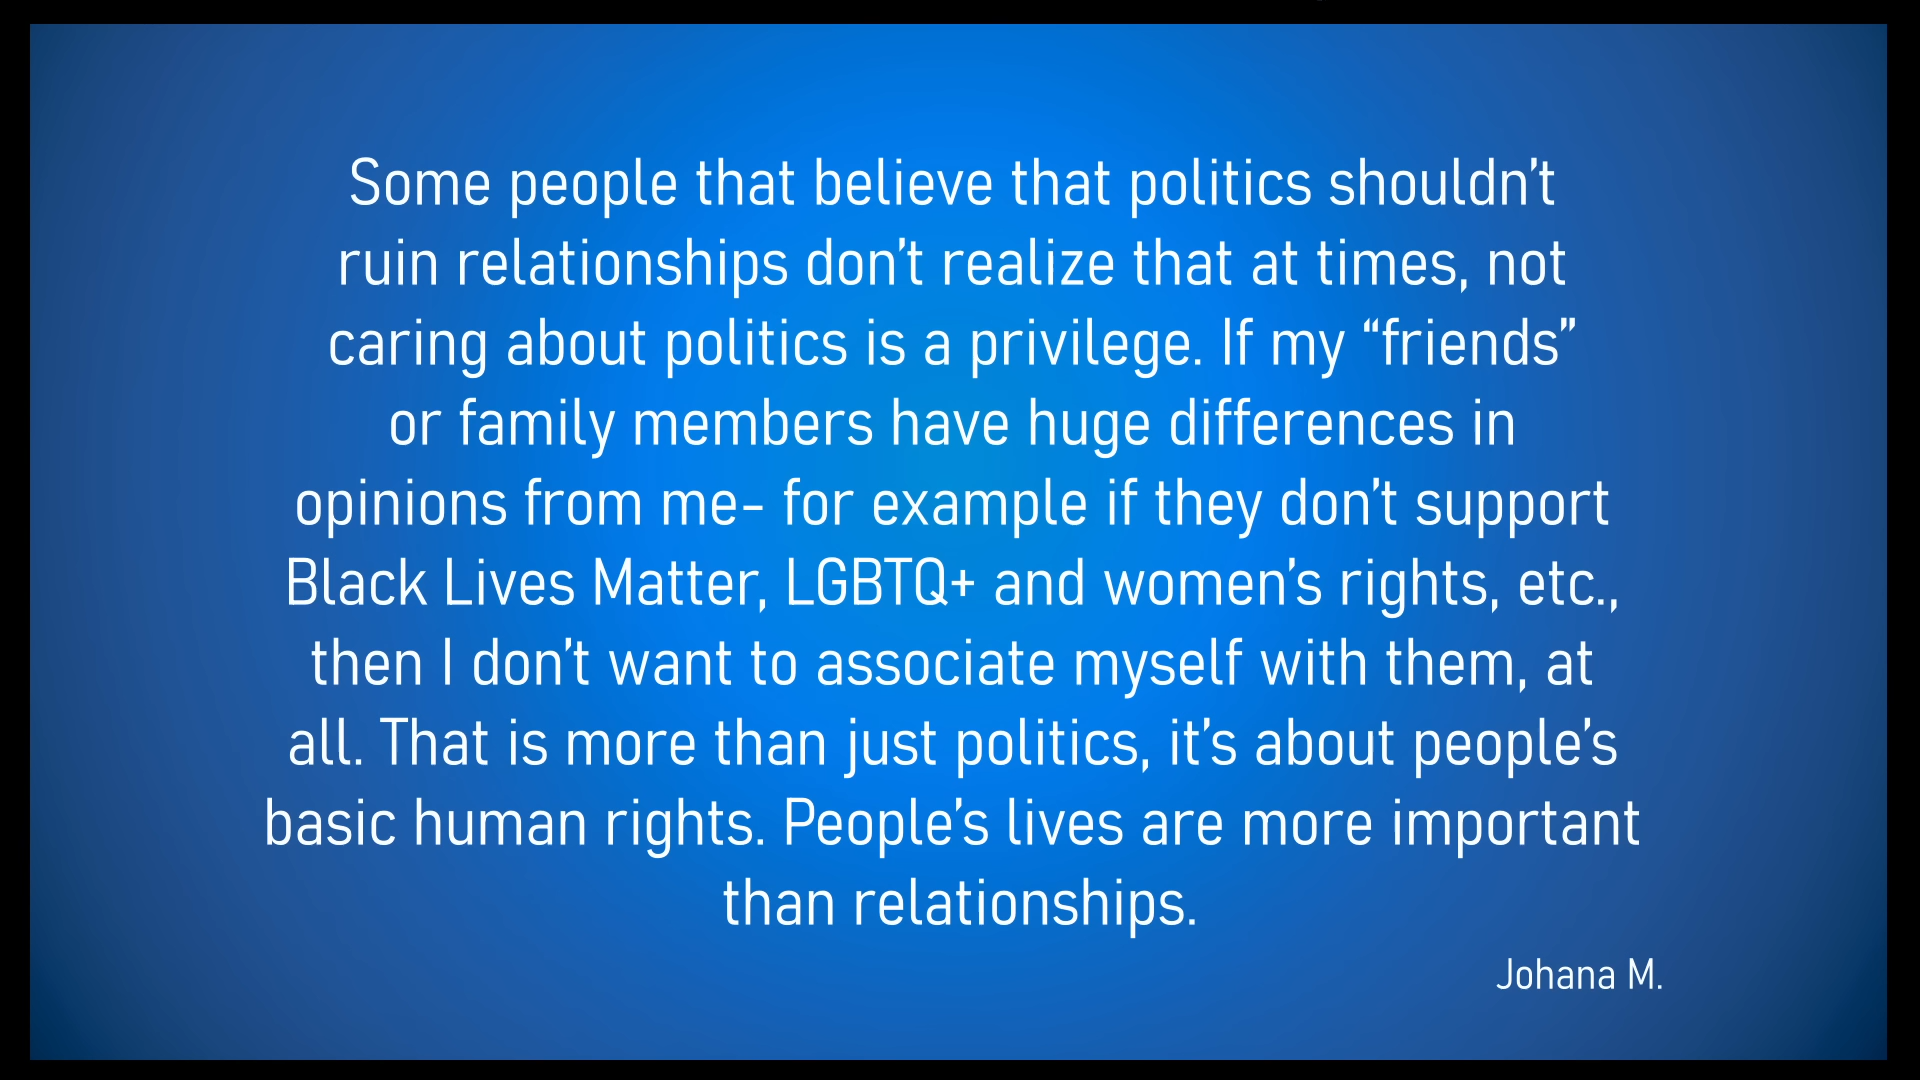 Some people that believe that politics shouldn’t
ruin relationships don’t realize that at times, not
caring about politics is a privilege. If my “friends”
or family members have huge differences in
opinions from me- for example if they don’t support
Black Lives Matter, LGBTQ+ and women’s rights, etc.,
then I don’t want to associate myself with them, at
all. That is more than just politics, it’s about people’s
basic human rights. People’s lives are more important
than relationships.
Johana M.